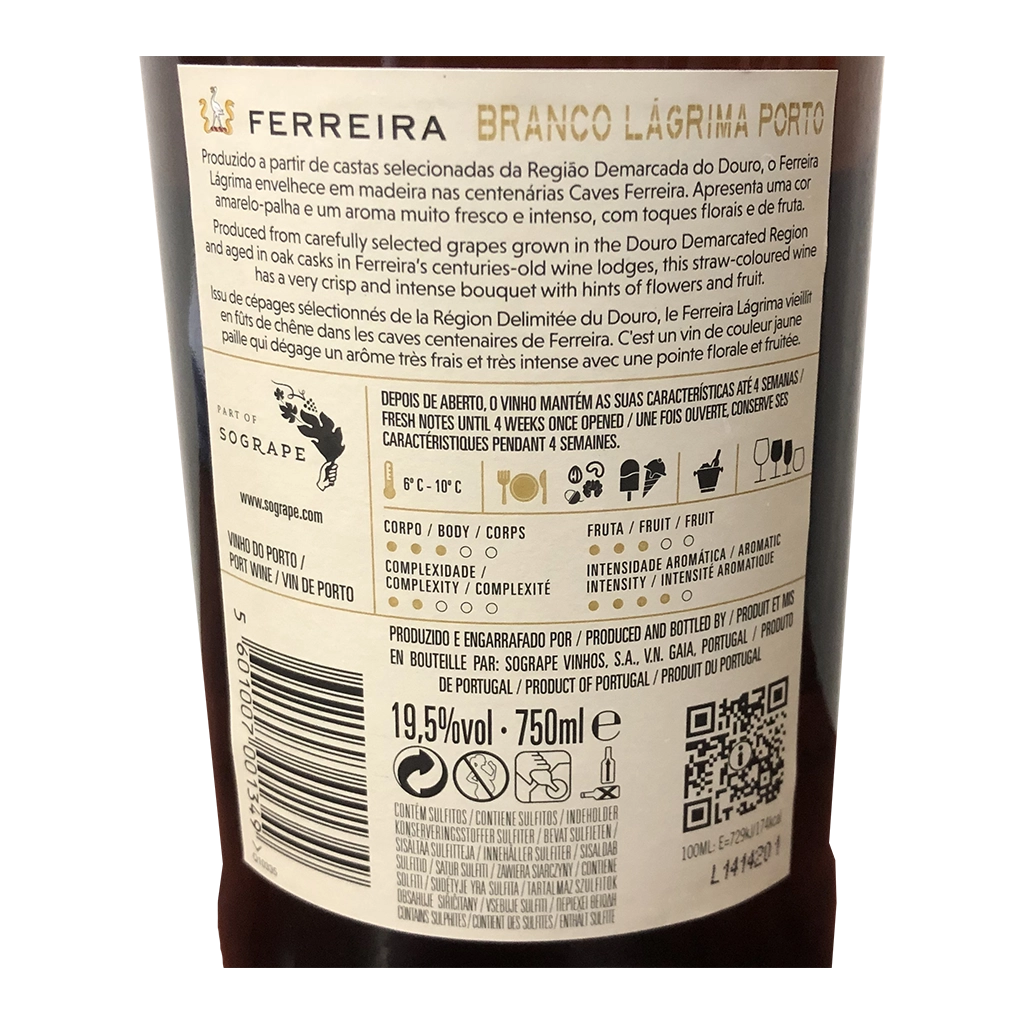 FERREIRA BRANCO LÁGRIMA PORTO
Produzido a partir de castas selecionadas da Região Demarcada do Douro, o Ferreira
Lágrima envelhece em madeira nas centenárias Caves Ferreira. Apresenta uma cor
amarelo-palha e um aroma muito fresco e intenso, com toques florais e de fruta.
Produced from carefully selected grapes grown in the Douro Demarcated Region
and aged in oak casks in Ferreira's centuries-old wine lodges, this straw-coloured wine
has a very crisp and intense bouquet with hints of flowers and fruit.
Issu de cépages sélectionnés de la Région Delimitée du Douro, le Ferreira Lágrima vieillit
en fûts de chêne dans les caves centenaires de Ferreira. C'est un vin de couleur jaune
paille qui dégage un arôme très frais et très intense avec une pointe florale et fruitée.
PART OF
SOGRAPE
www.sogrape.com
VINHO DO PORTO /
PORT WINE / VIN DE PORTO
DEPOIS DE ABERTO, O VINHO MANTÉM AS SUAS CARACTERÍSTICAS ATÉ 4 SEMANAS /
FRESH NOTES UNTIL 4 WEEKS ONCE OPENED / UNE FOIS OUVERTE, CONSERVE SES
CARACTÉRISTIQUES PENDANT 4 SEMAINES.
6º C - 10º C
CORPO / BODY / CORPS
FRUTA / FRUIT / FRUIT
COMPLEXIDADE /
COMPLEXITY / COMPLEXITÉ
INTENSIDADE AROMÁTICA / AROMATIC
INTENSITY / INTENSITÉ AROMATIQUE
PRODUZIDO E ENGARRAFADO POR / PRODUCED AND BOTTLED BY / PRODUIT ET MIS
EN BOUTEILLE PAR: SOGRAPE VINHOS, S.A., V.N. GAIA, PORTUGAL / PRODUTO
DE PORTUGAL / PRODUCT OF PORTUGAL / PRODUIT DU PORTUGAL
5 601007 001349 >
19,5%vol · 750ml e
CONTÉM SULFITOS / CONTIENE SULFITOS / INDEHOLDER
KONSERVERINGSSTOFFER SULFITER / BEVAT SULFIETEN /
SISÄLTÄÄ SULFITTEJA / INNEHÅLLER SULFITER / SISALDAB
SULFITID / SATUR SULFITI / ZAWIERA SIARCZYNY / CONTIENE
SOLFITI / SUDĖTYJE YRA SULFITA / TARTALMAZ SZULFITOK
OBSAHUJE SIŘIČITANY / VSEBUJE SULFITI / ΠΕΡΙΕΧΕΙ ΘΕΙΩΔΗ
CONTAINS SULPHITES / CONTIENT DES SULFITES / ENTHALT SULFITE
100ML: E=729kJ/174kcal
L141420 1